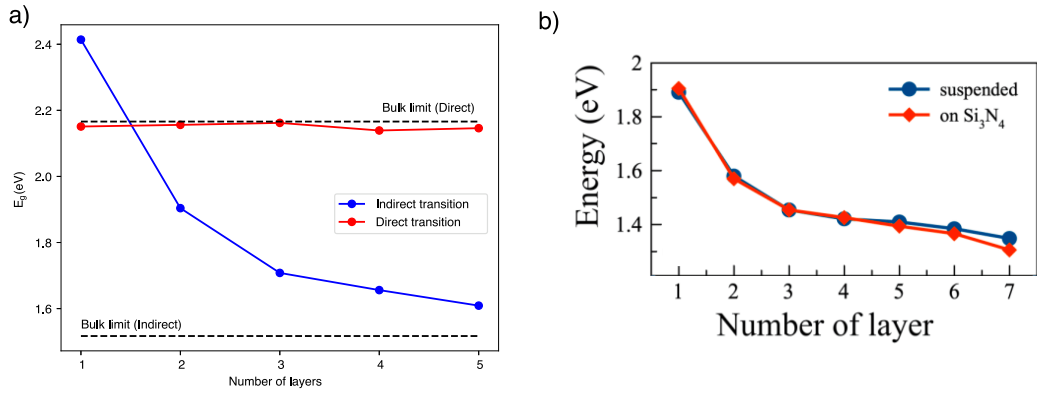 a)
2.4
2.2
2.0
1.8
1.6
E_g(eV)
Bulk limit (Direct)
Indirect transition
Direct transition
Bulk limit (Indirect)
1 2 3 4 5
Number of layers
b)
2
1.8
1.6
1.4
Energy (eV)
suspended
on Si₃N₄
1 2 3 4 5 6 7
Number of layer